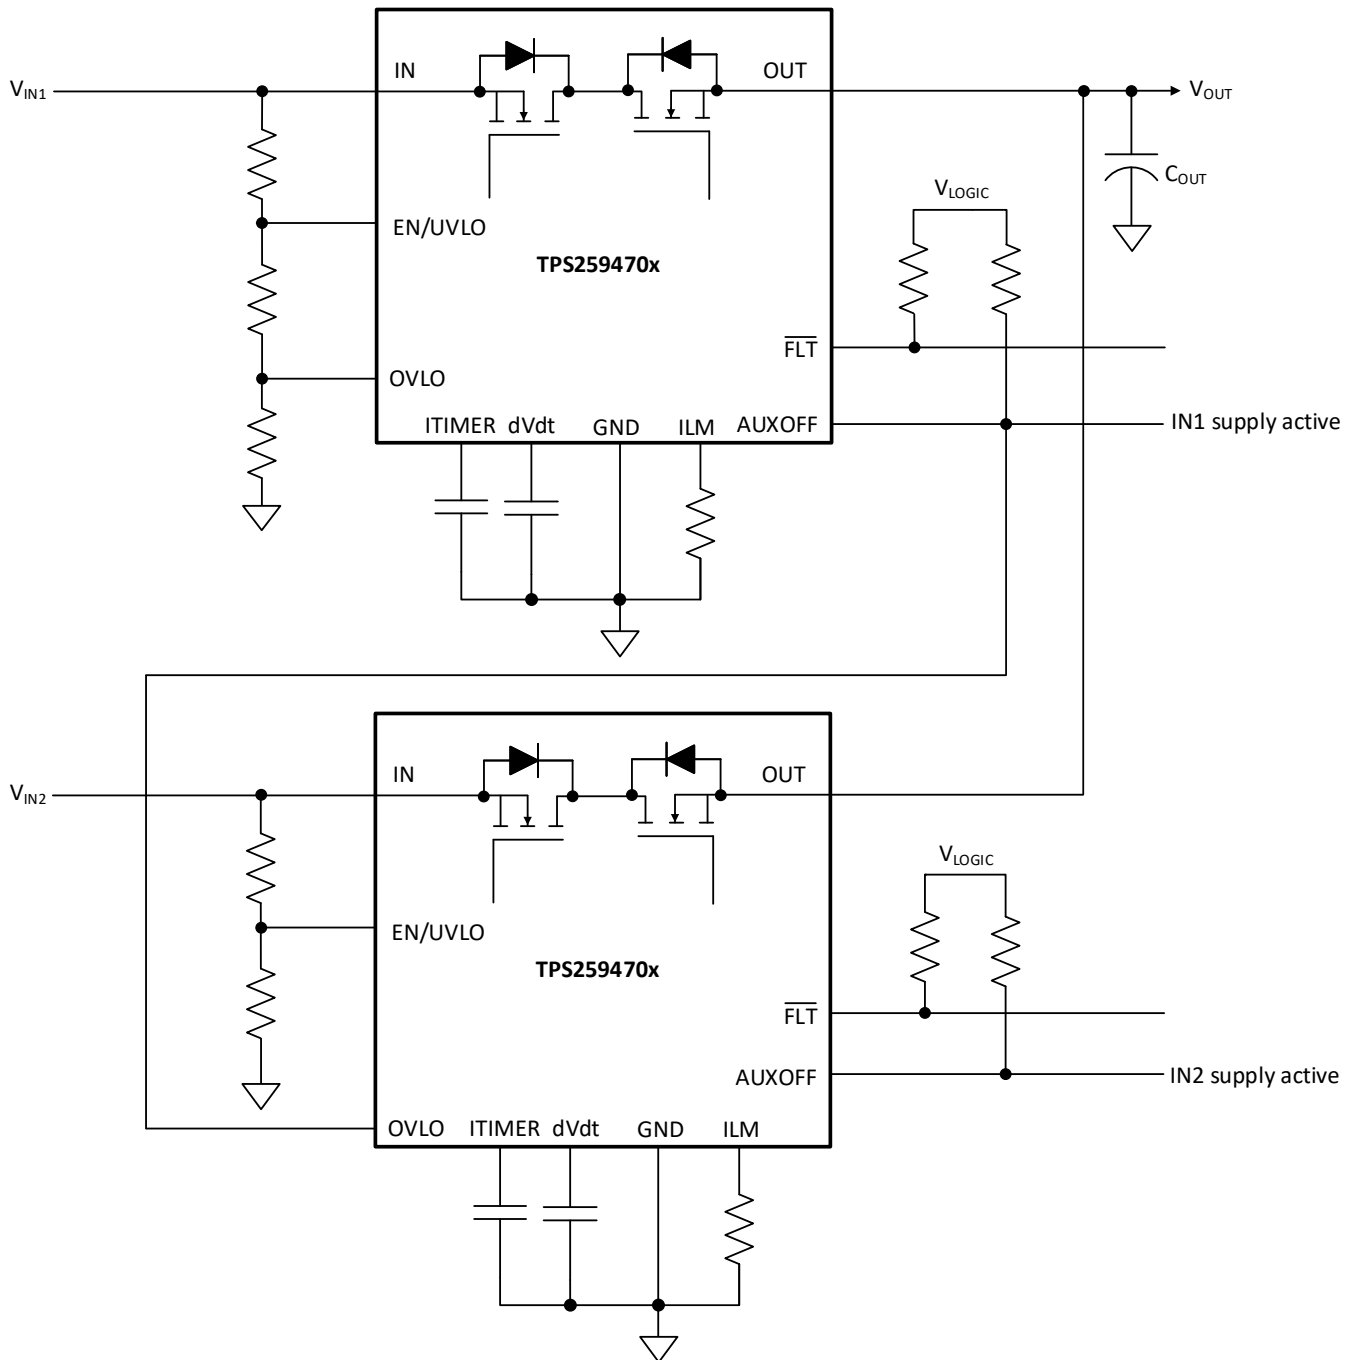 IN
OUT
VIN1
VOUT
COUT
VLOGIC
EN/UVLO
TPS259470x
FLT
OVLO
AUXOFF
IN1 supply active
ITIMER dVdt GND ILM
IN
OUT
VIN2
VLOGIC
EN/UVLO
TPS259470x
FLT
AUXOFF
IN2 supply active
OVLO ITIMER dVdt GND ILM